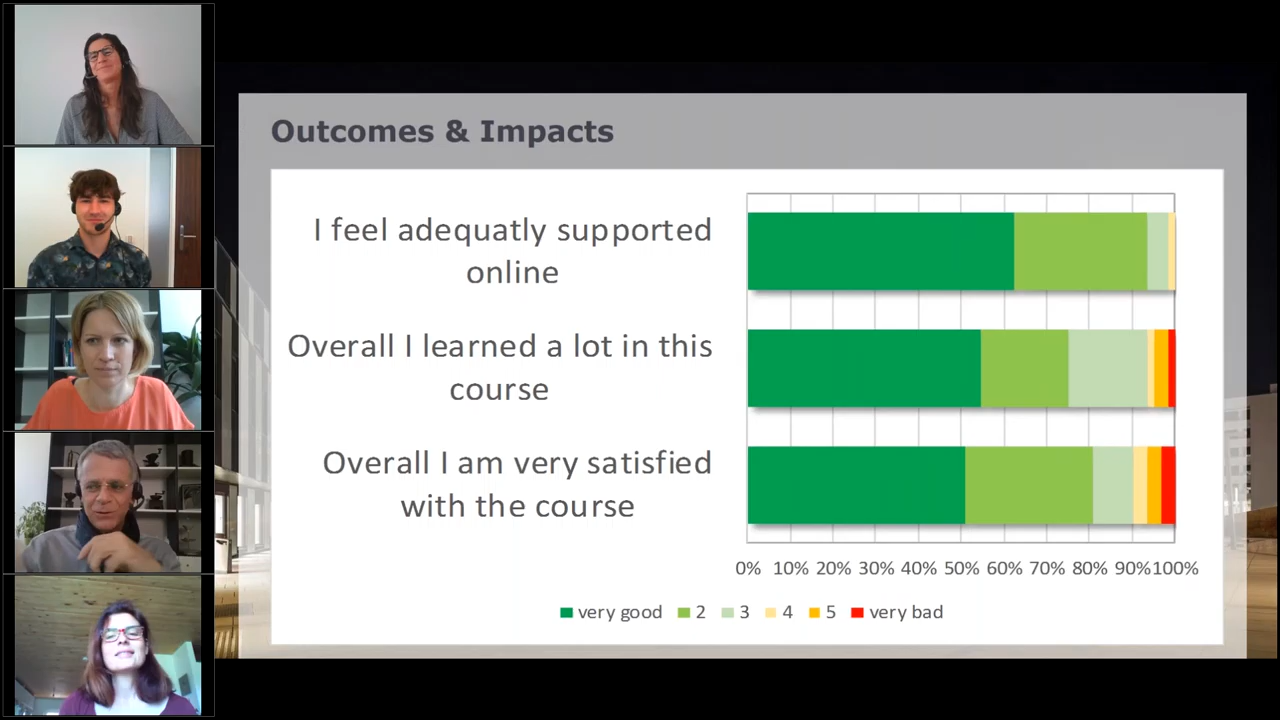 Outcomes & Impacts
I feel adequatly supported
online
Overall I learned a lot in this
course
Overall I am very satisfied
with the course
0% 10% 20% 30% 40% 50% 60% 70% 80% 90% 100%
very good 2 3 4 5 very bad